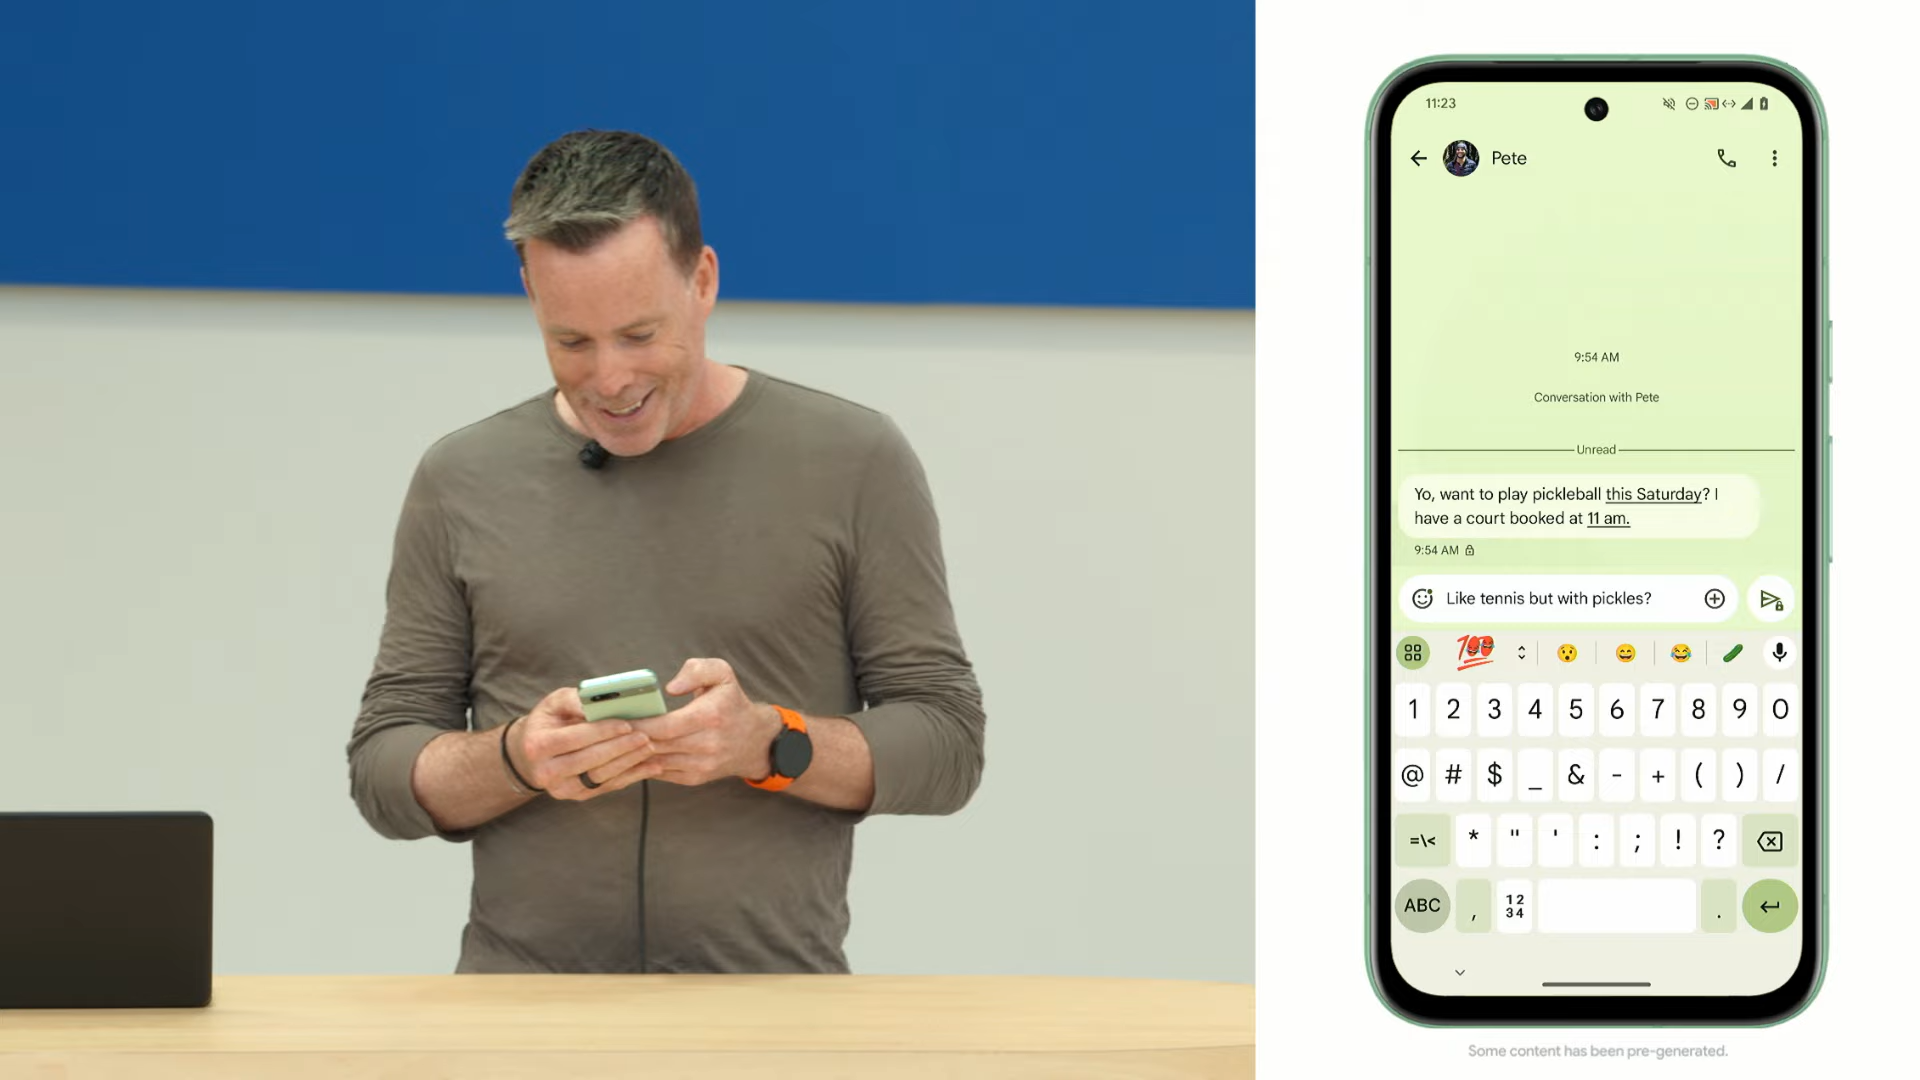 11:23
Pete
9:54 AM
Conversation with Pete
Unread
Yo, want to play pickleball this Saturday? I
have a court booked at 11 am.
9:54 AM
Like tennis but with pickles?
1 2 3 4 5 6 7 8 9 0
@ # $ _ & - + ( ) /
=\< * " ' : ; ! ?
ABC , 12 .
34
Some content has been pre-generated.